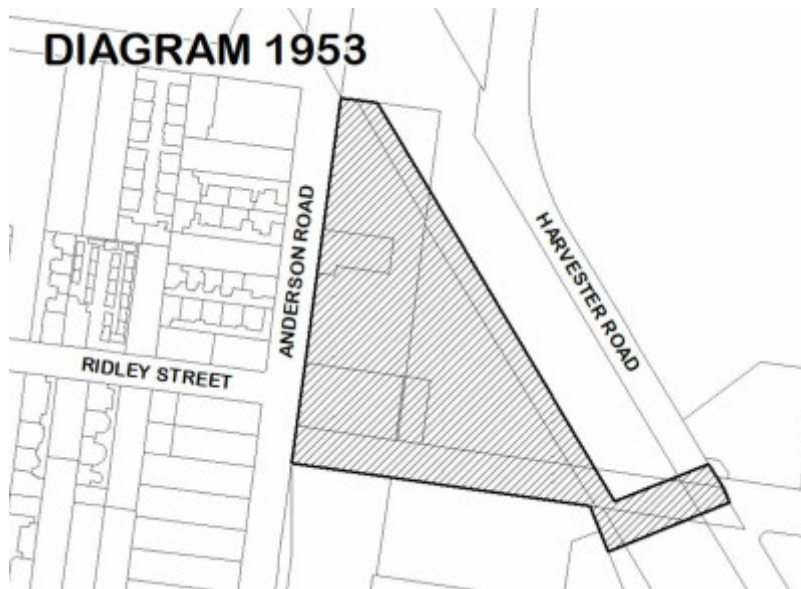 DIAGRAM 1953
ANDERSON ROAD
HARVESTER ROAD
RIDLEY STREET